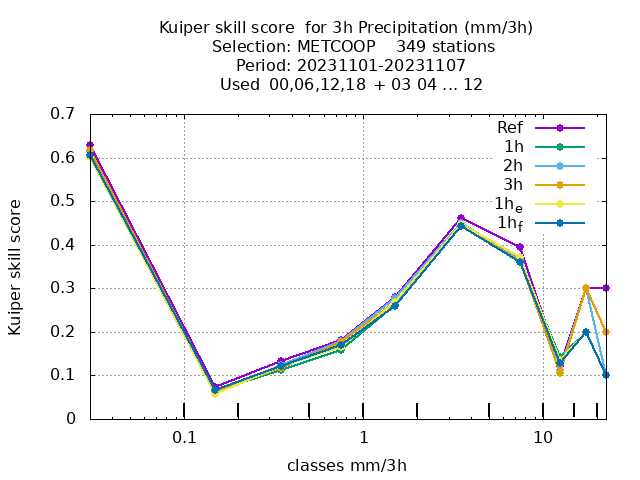 Kuiper skill score  for 3h Precipitation (mm/3h)
Selection: METCOOP    349 stations
Period: 20231101-20231107
Used  00,06,12,18  + 03 04 ... 12
Kuiper skill score
0.7
0.6
0.5
0.4
0.3
0.2
0.1
0
Ref
1h
2h
3h
1h_e
1h_f
0.1 1 10
classes mm/3h